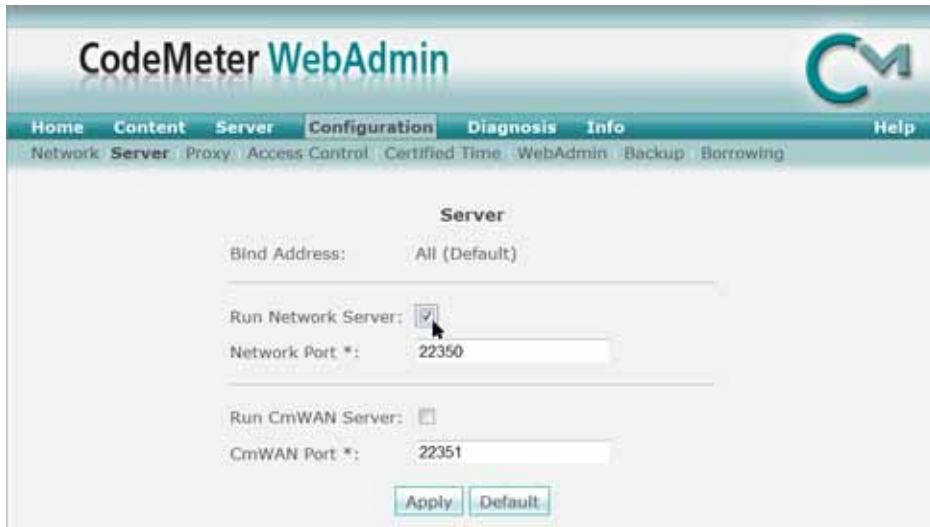 CodeMeter WebAdmin
CM
Home Content Server Configuration Diagnosis Info Help
Network Server Proxy Access Control Certified Time WebAdmin Backup Borrowing
Server
Bind Address: All (Default)
Run Network Server:
Network Port *: 22350
Run CmWAN Server:
CmWAN Port *: 22351
Apply Default